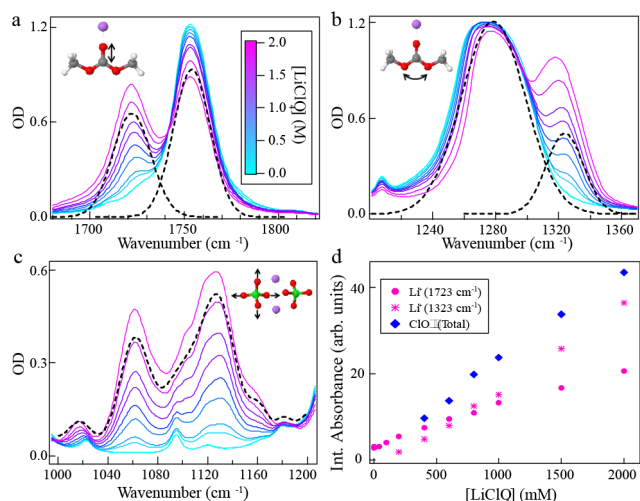 a
1.2
0.6
0.0
OD
1700
1750
1800
Wavenumber (cm -1)
2.0
1.5
1.0
0.5
0.0
[LiClO] (M)
b
1.2
0.6
0.0
OD
1240
1280
1320
1360
Wavenumber (cm -1)
c
0.6
0.3
0.0
OD
1000
1040
1080
1120
1160
1200
Wavenumber (cm -1)
d
40
20
0
Int. Absorbance (arb. units)
Li+ (1723 cm-1)
Li+ (1323 cm-1)
(Total)
0
500
1000
1500
2000
[LiClO] (mM)